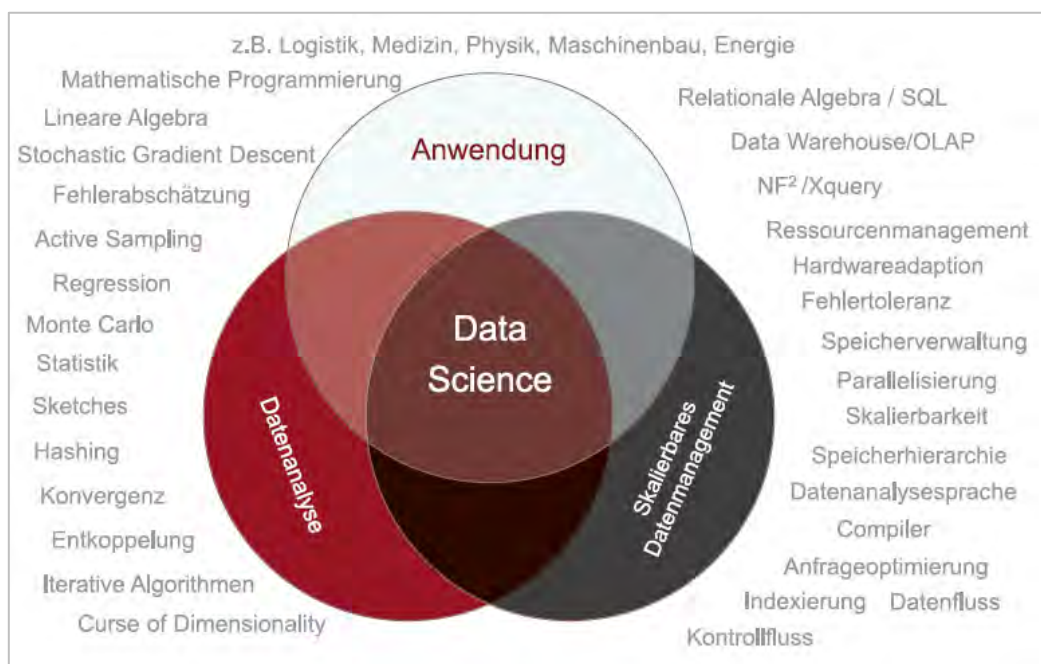 z.B. Logistik, Medizin, Physik, Maschinenbau, Energie
Mathematische Programmierung
Lineare Algebra
Stochastic Gradient Descent
Fehlerabschätzung
Active Sampling
Regression
Monte Carlo
Statistik
Sketches
Hashing
Konvergenz
Entkoppelung
Iterative Algorithmen
Curse of Dimensionality
Anwendung
Data
Science
Datenanalyse
Skalierbares
Datenmanagement
Relationale Algebra / SQL
Data Warehouse/OLAP
NF² /Xquery
Ressourcenmanagement
Hardwareadaption
Fehlertoleranz
Speicherverwaltung
Parallelisierung
Skalierbarkeit
Speicherhierarchie
Datenanalysesprache
Compiler
Anfrageoptimierung
Indexierung Datenfluss
Kontrollfluss